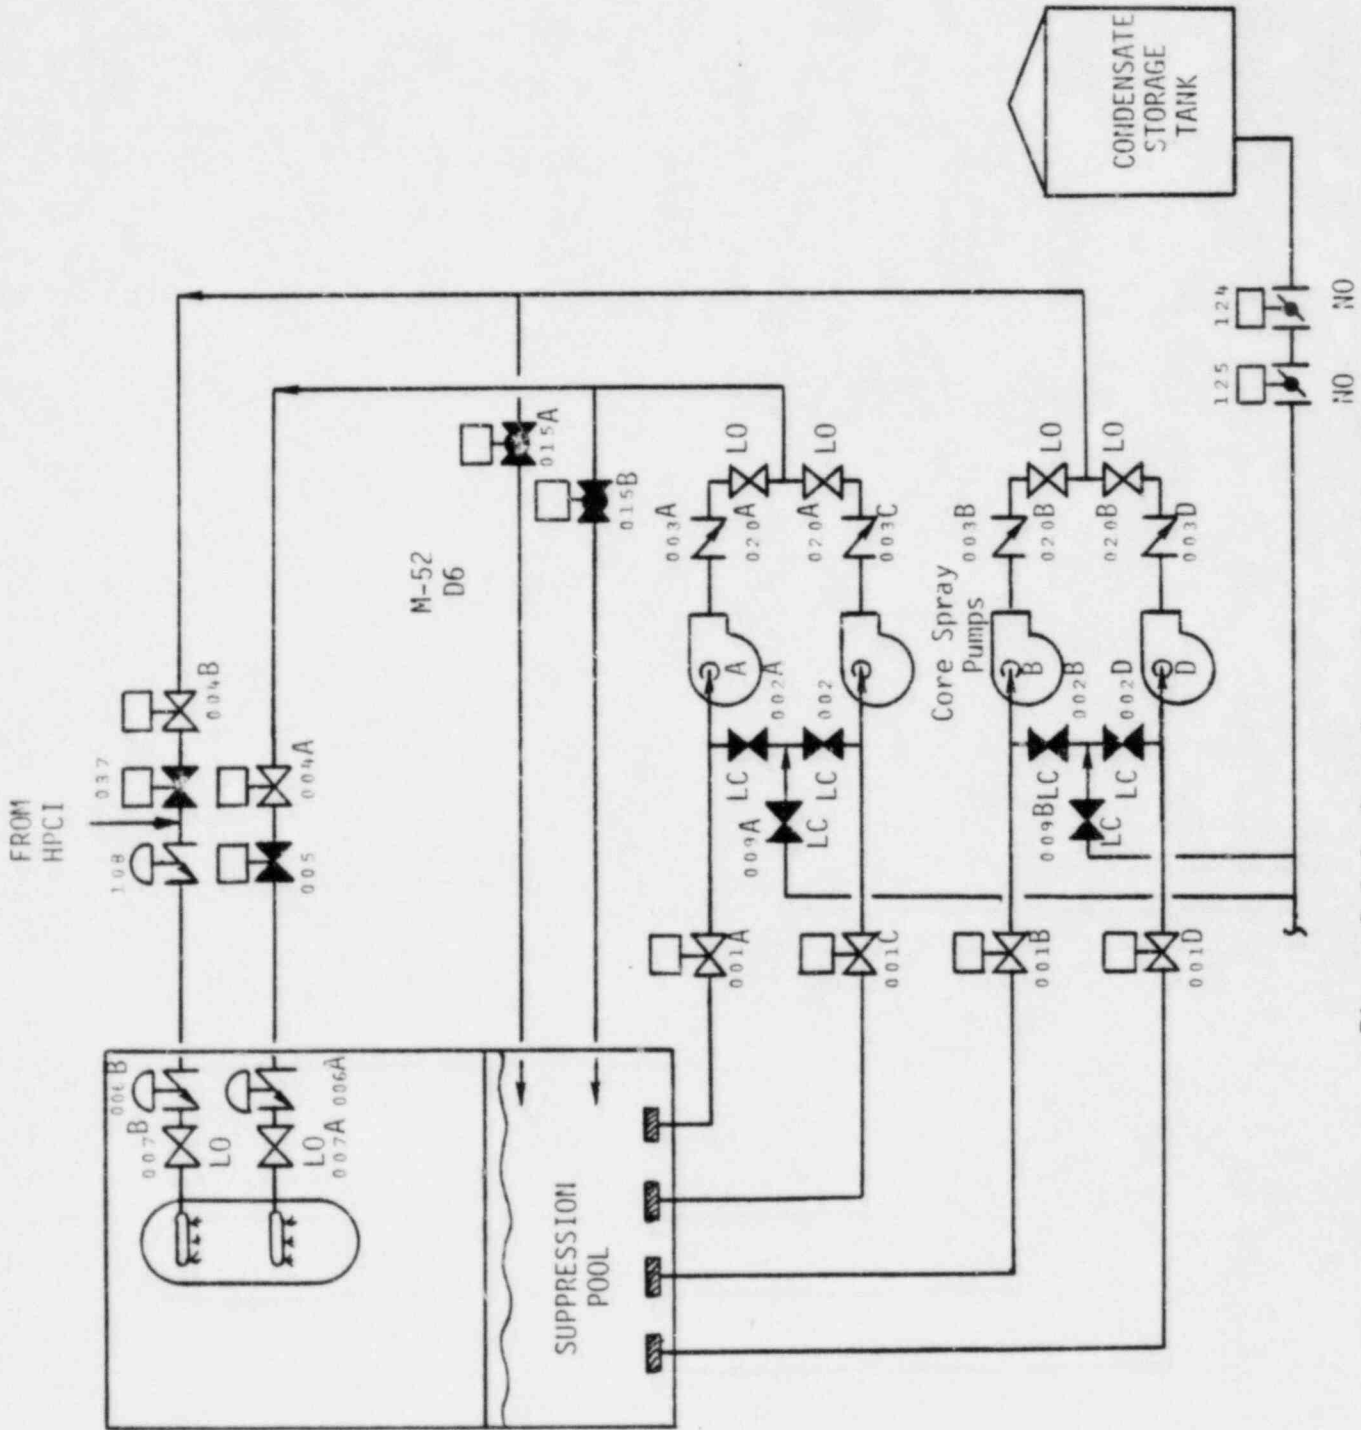 CONDENSATE
STORAGE
TANK
124
NO
125
NO
FROM
HPCI
004B
037
108
004A
005
015A
015B
M-52
D6
003A
020A
LO
020A
LO
003C
Core Spray
Pumps
003B
020B
LO
020B
LO
003D
A
002A
LC
002
LC
009A
LC
B
002B
LC
002D
LC
D
009B
LC
001A
001C
001B
001D
006B
007B
LO
006A
007A
LO
SUPPRESSION
POOL